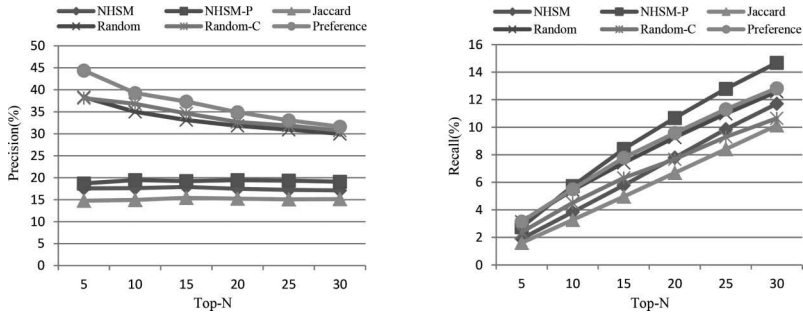 NHSM NHSM-P Jaccard
Random Random-C Preference
50
45
40
35
30
25
20
15
10
5
0
Precision(%)
5 10 15 20 25 30
Top-N
NHSM NHSM-P Jaccard
Random Random-C Preference
16
14
12
10
8
6
4
2
0
Recall(%)
5 10 15 20 25 30
Top-N